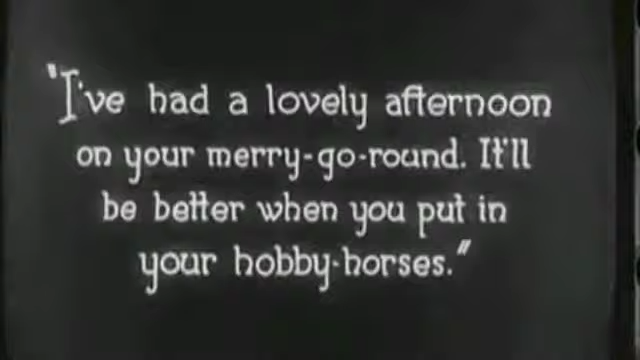 "I've had a lovely afternoon
on your merry-go-round. It'll
be better when you put in
your hobby-horses."